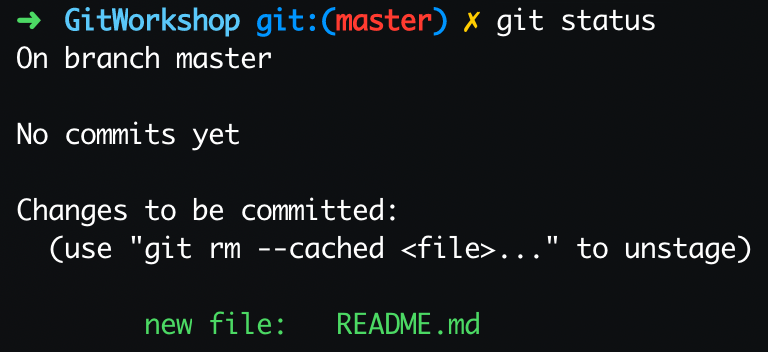 ➜ GitWorkshop git:(master) ✗ git status
On branch master
No commits yet
Changes to be committed:
(use "git rm --cached <file>..." to unstage)
new file: README.md